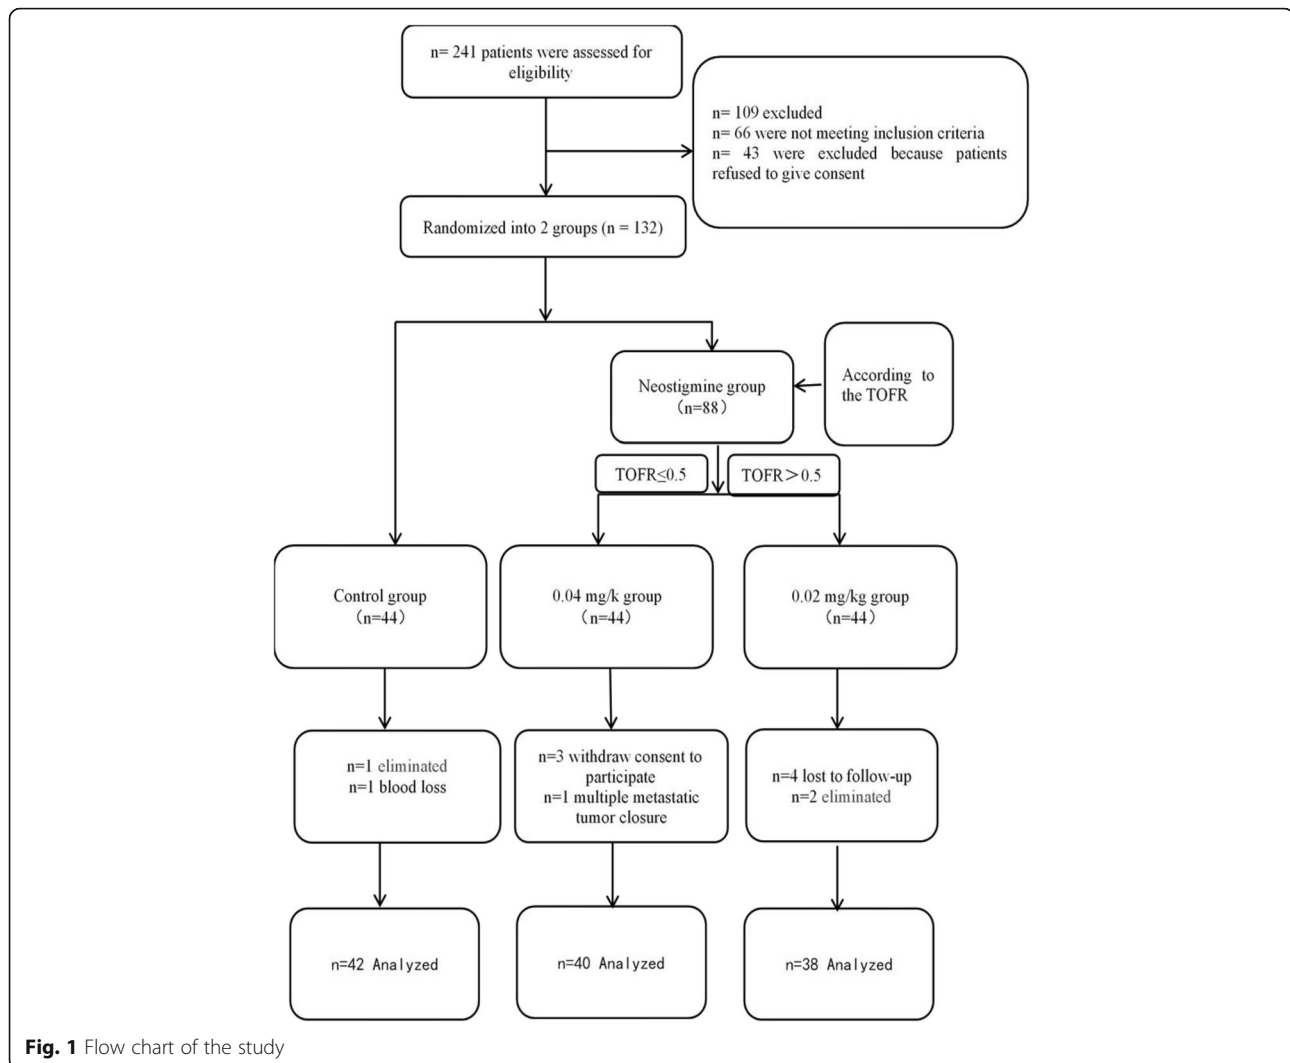 n= 241 patients were assessed for
eligibility
n= 109 excluded
n= 66 were not meeting inclusion criteria
n= 43 were excluded because patients
refused to give consent
Randomized into 2 groups (n = 132)
Neostigmine group
（n=88）
According to
the TOFR
TOFR≤0.5
TOFR＞0.5
Control group
（n=44）
0.04 mg/k group
（n=44）
0.02 mg/kg group
（n=44）
n=1 eliminated
n=1 blood loss
n=3 withdraw consent to
participate
n=1 multiple metastatic
tumor closure
n=4 lost to follow-up
n=2 eliminated
n=42 Analyzed
n=40 Analyzed
n=38 Analyzed
Fig. 1 Flow chart of the study